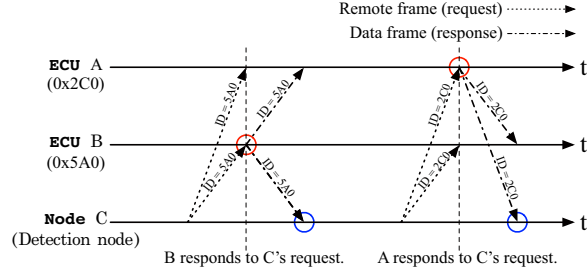 Remote frame (request)
Data frame (response)
ECU A
(0x2C0)
t
ID = 5A0
ID = 5A0
ID = 2C0
ID = 2C0
ECU B
(0x5A0)
t
ID = 5A0
ID = 5A0
ID = 2C0
ID = 2C0
Node C
(Detection node)
t
B responds to C's request.
A responds to C's request.